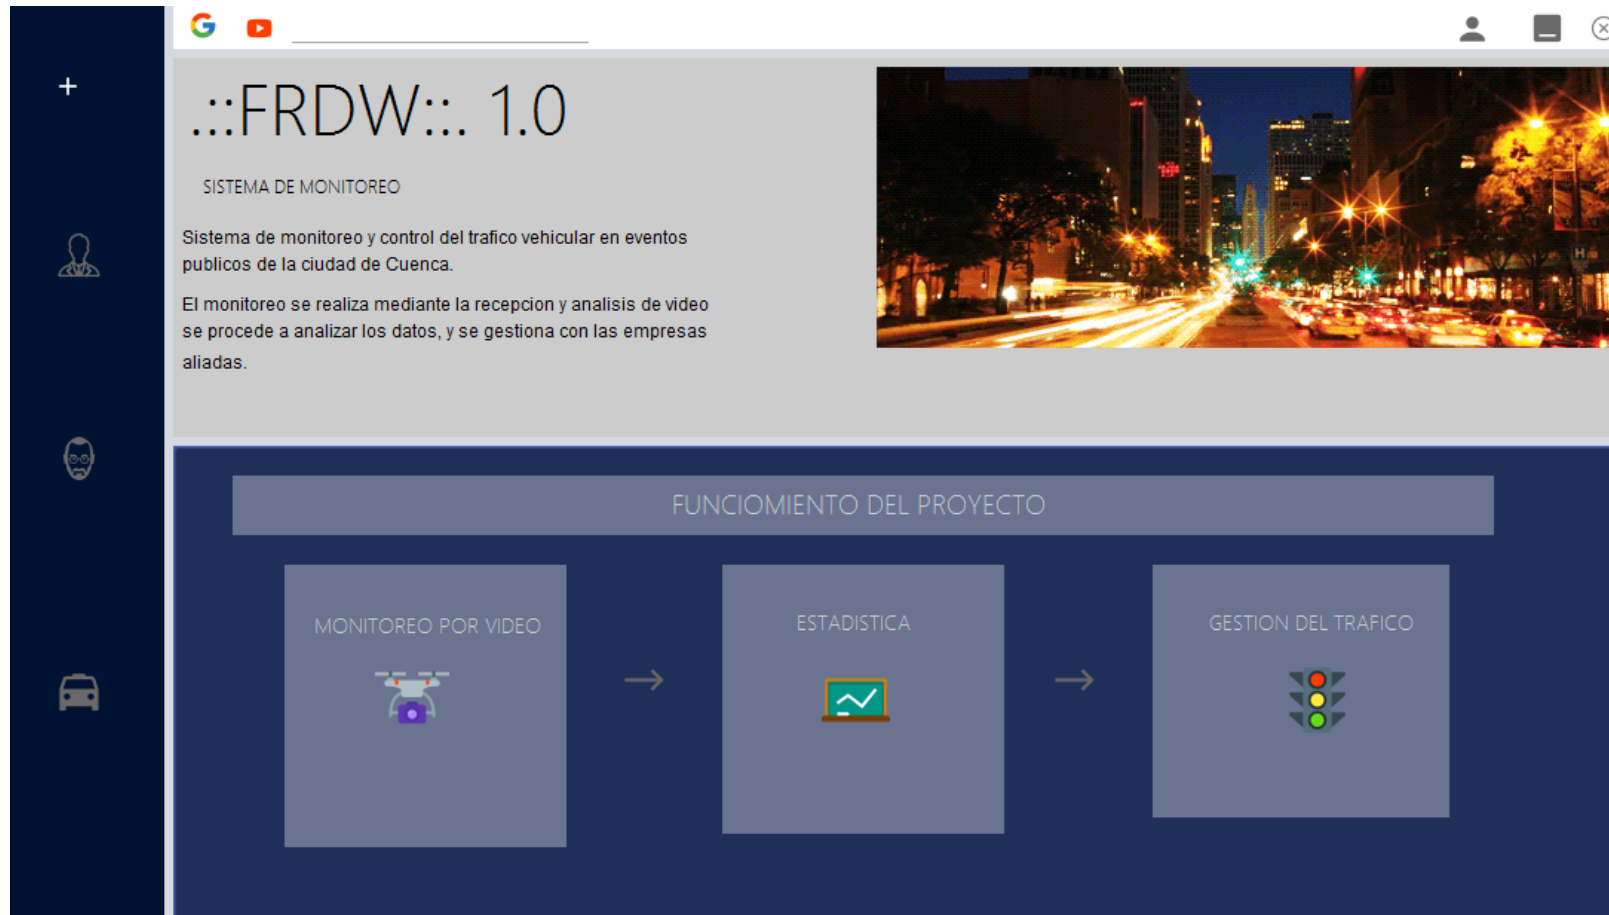 .::FRDW::. 1.0
SISTEMA DE MONITOREO
Sistema de monitoreo y control del trafico vehicular en eventos
publicos de la ciudad de Cuenca.
El monitoreo se realiza mediante la recepcion y analisis de video
se procede a analizar los datos, y se gestiona con las empresas
aliadas.
FUNCIOMIENTO DEL PROYECTO
MONITOREO POR VIDEO
ESTADISTICA
GESTION DEL TRAFICO